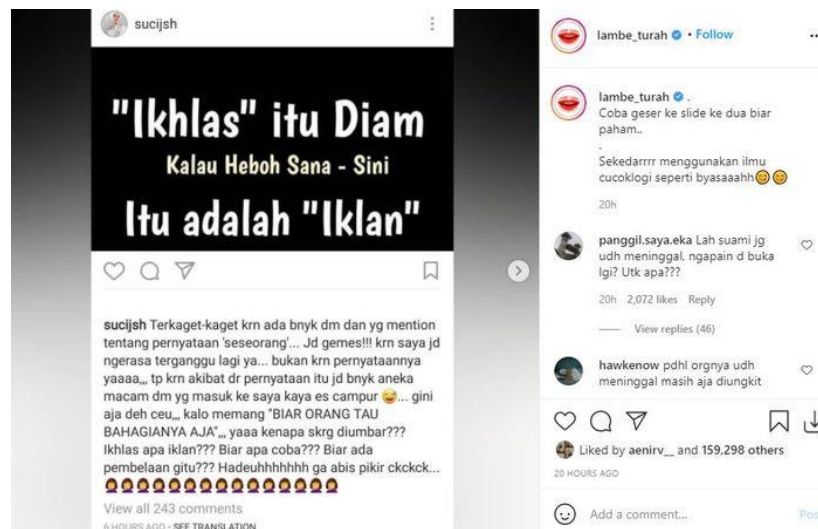 sucijsh
"Ikhlas" itu Diam
Kalau Heboh Sana - Sini
Itu adalah "Iklan"
sucijsh Terkaget-kaget krn ada bnyk dm dan yg mention
tentang pernyataan 'seseorang'... Jd gemes!!! krn saya jd
ngerasa terganggu lagi ya... bukan krn pernyataannya
yaaaa,,, tp krn akibat dr pernyataan itu jd bnyk aneka
macam dm yg masuk ke saya kaya es campur 😅... gini
aja deh ceu,,, kalo memang "BIAR ORANG TAU
BAHAGIANYA AJA",,, yaaa kenapa skrg diumbar???
Ikhlas apa iklan??? Biar apa coba??? Biar ada
pembelaan gitu??? Hadeuhhhhhhh ga abis pikir ckckck...
🤦‍♀️🤦‍♀️🤦‍♀️🤦‍♀️🤦‍♀️🤦‍♀️🤦‍♀️🤦‍♀️🤦‍♀️🤦‍♀️🤦‍♀️🤦‍♀️🤦‍♀️🤦‍♀️🤦‍♀️
View all 243 comments
6 HOURS AGO • SEE TRANSLATION
lambe_turah • Follow
lambe_turah .
Coba geser ke slide ke dua biar
paham..
.
Sekedarrrr menggunakan ilmu
cucoklogi seperti byasaaahh😊😊
20h
panggil.saya.eka Lah suami jg
udh meninggal, ngapain d buka
lgi? Utk apa???
20h 2,072 likes Reply
View replies (46)
hawkenow pdhl orgnya udh
meninggal masih aja diungkit
Liked by aenirv__ and 159,298 others
20 HOURS AGO
Add a comment...
Pos